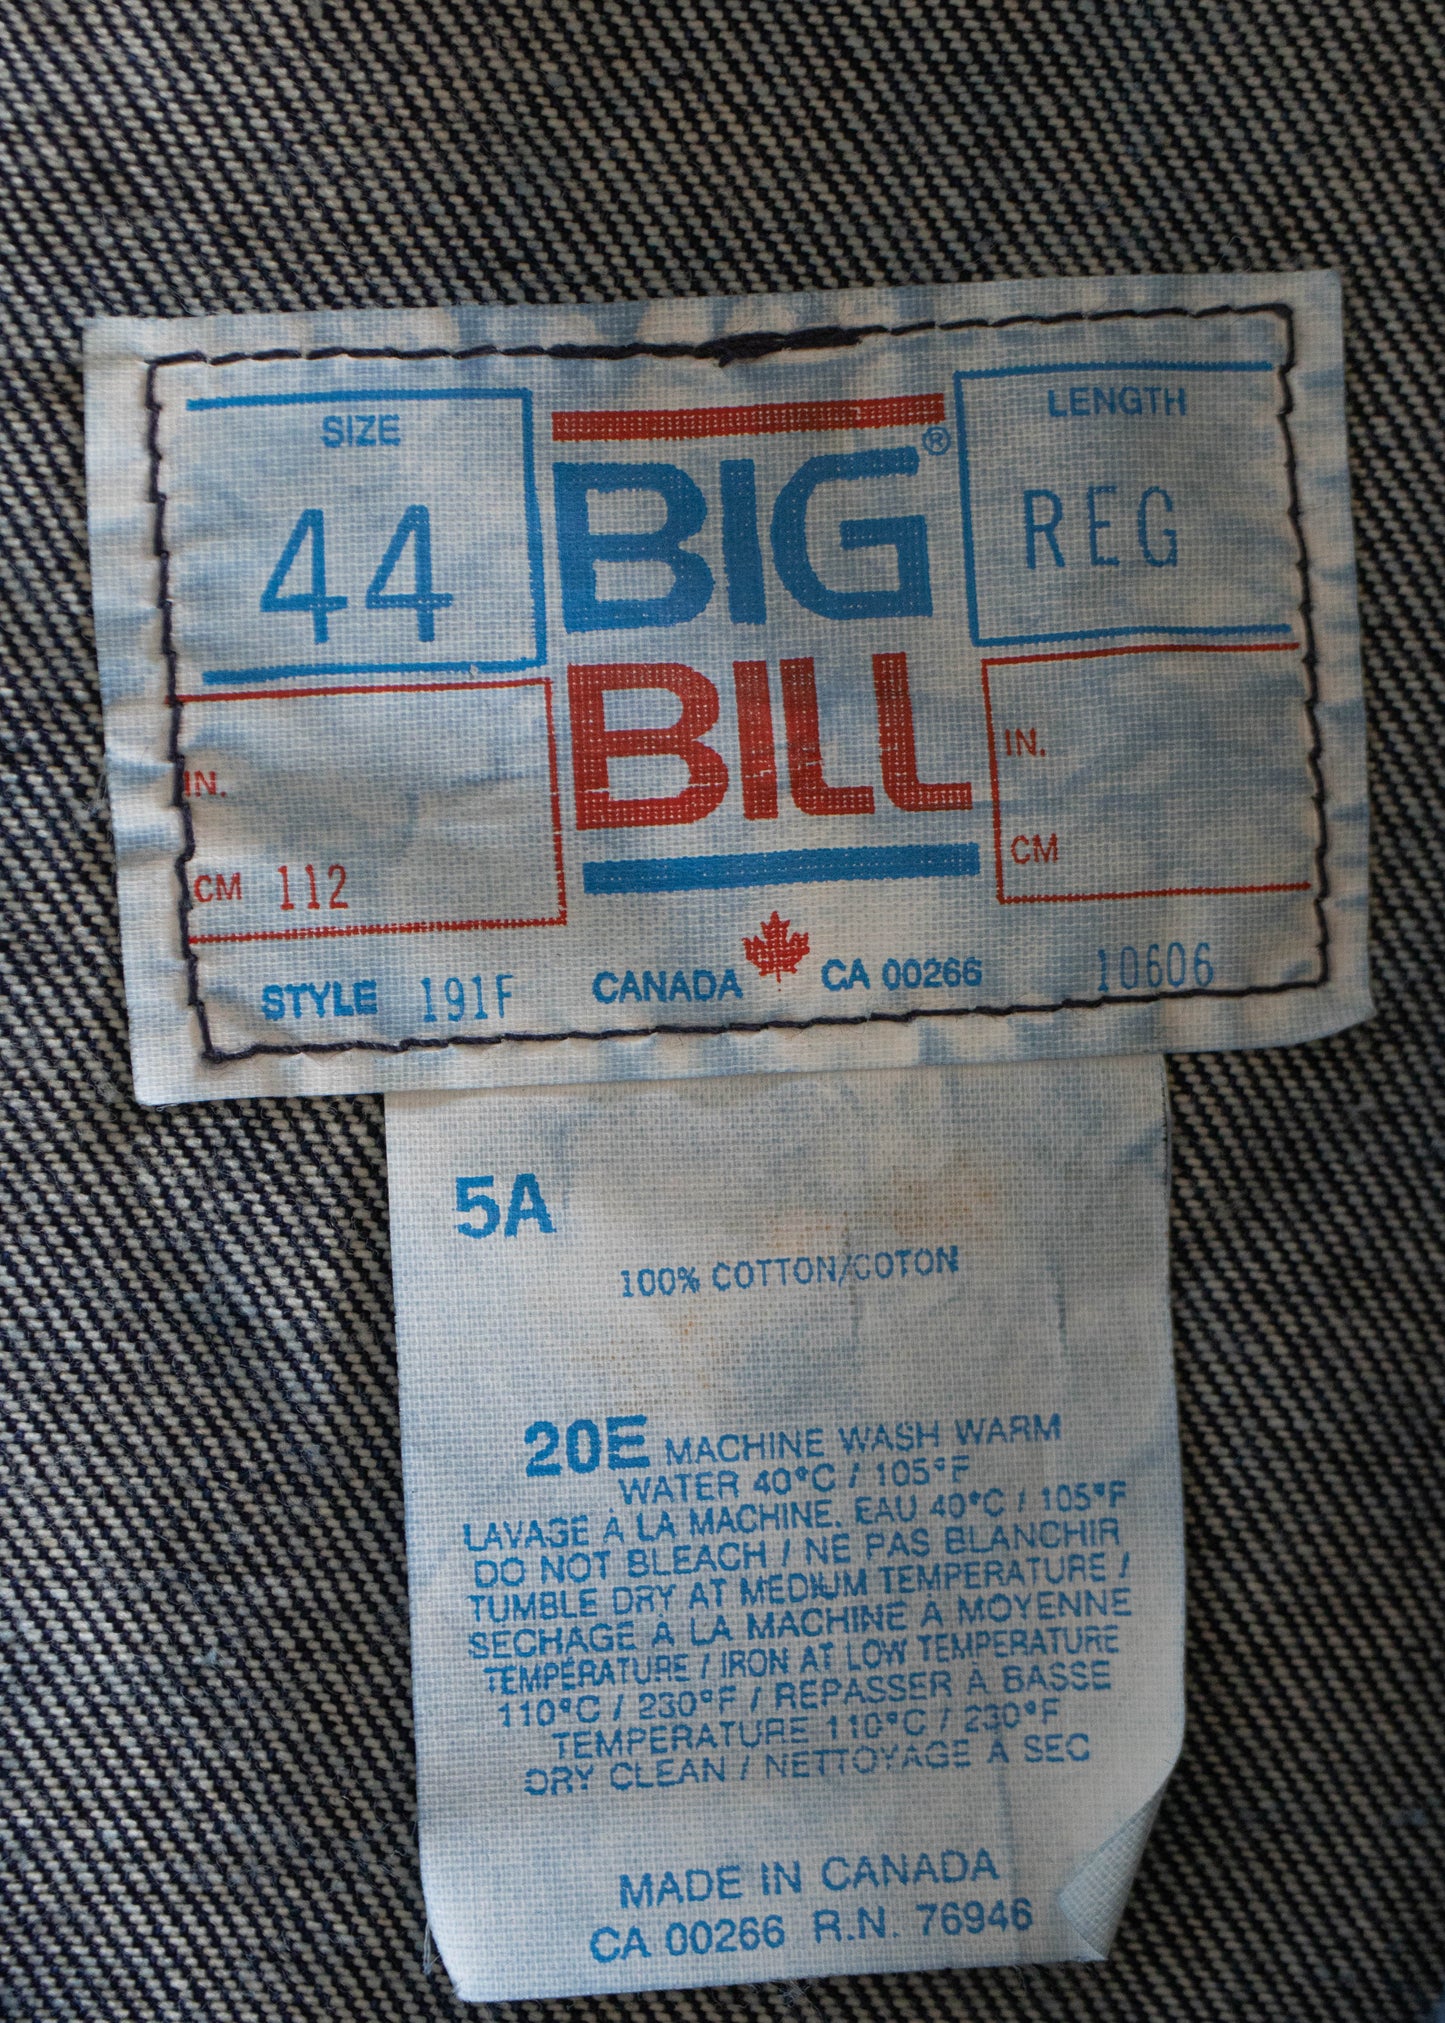 SIZE
44
BIG®
BILL
LENGTH
REG
IN.
CM 112
IN.
CM
STYLE 191F
CANADA CA 00266
10606
5A
100% COTTON/COTON
20E MACHINE WASH WARM
WATER 40°C / 105°F
LAVAGE À LA MACHINE. EAU 40°C / 105°F
DO NOT BLEACH / NE PAS BLANCHIR
TUMBLE DRY AT MEDIUM TEMPERATURE /
SECHAGE À LA MACHINE A MOYENNE
TEMPÉRATURE / IRON AT LOW TEMPERATURE
110°C / 230°F / REPASSER À BASSE
TEMPERATURE 110°C / 230°F
DRY CLEAN / NETTOYAGE À SEC
MADE IN CANADA
CA 00266 R.N. 76946